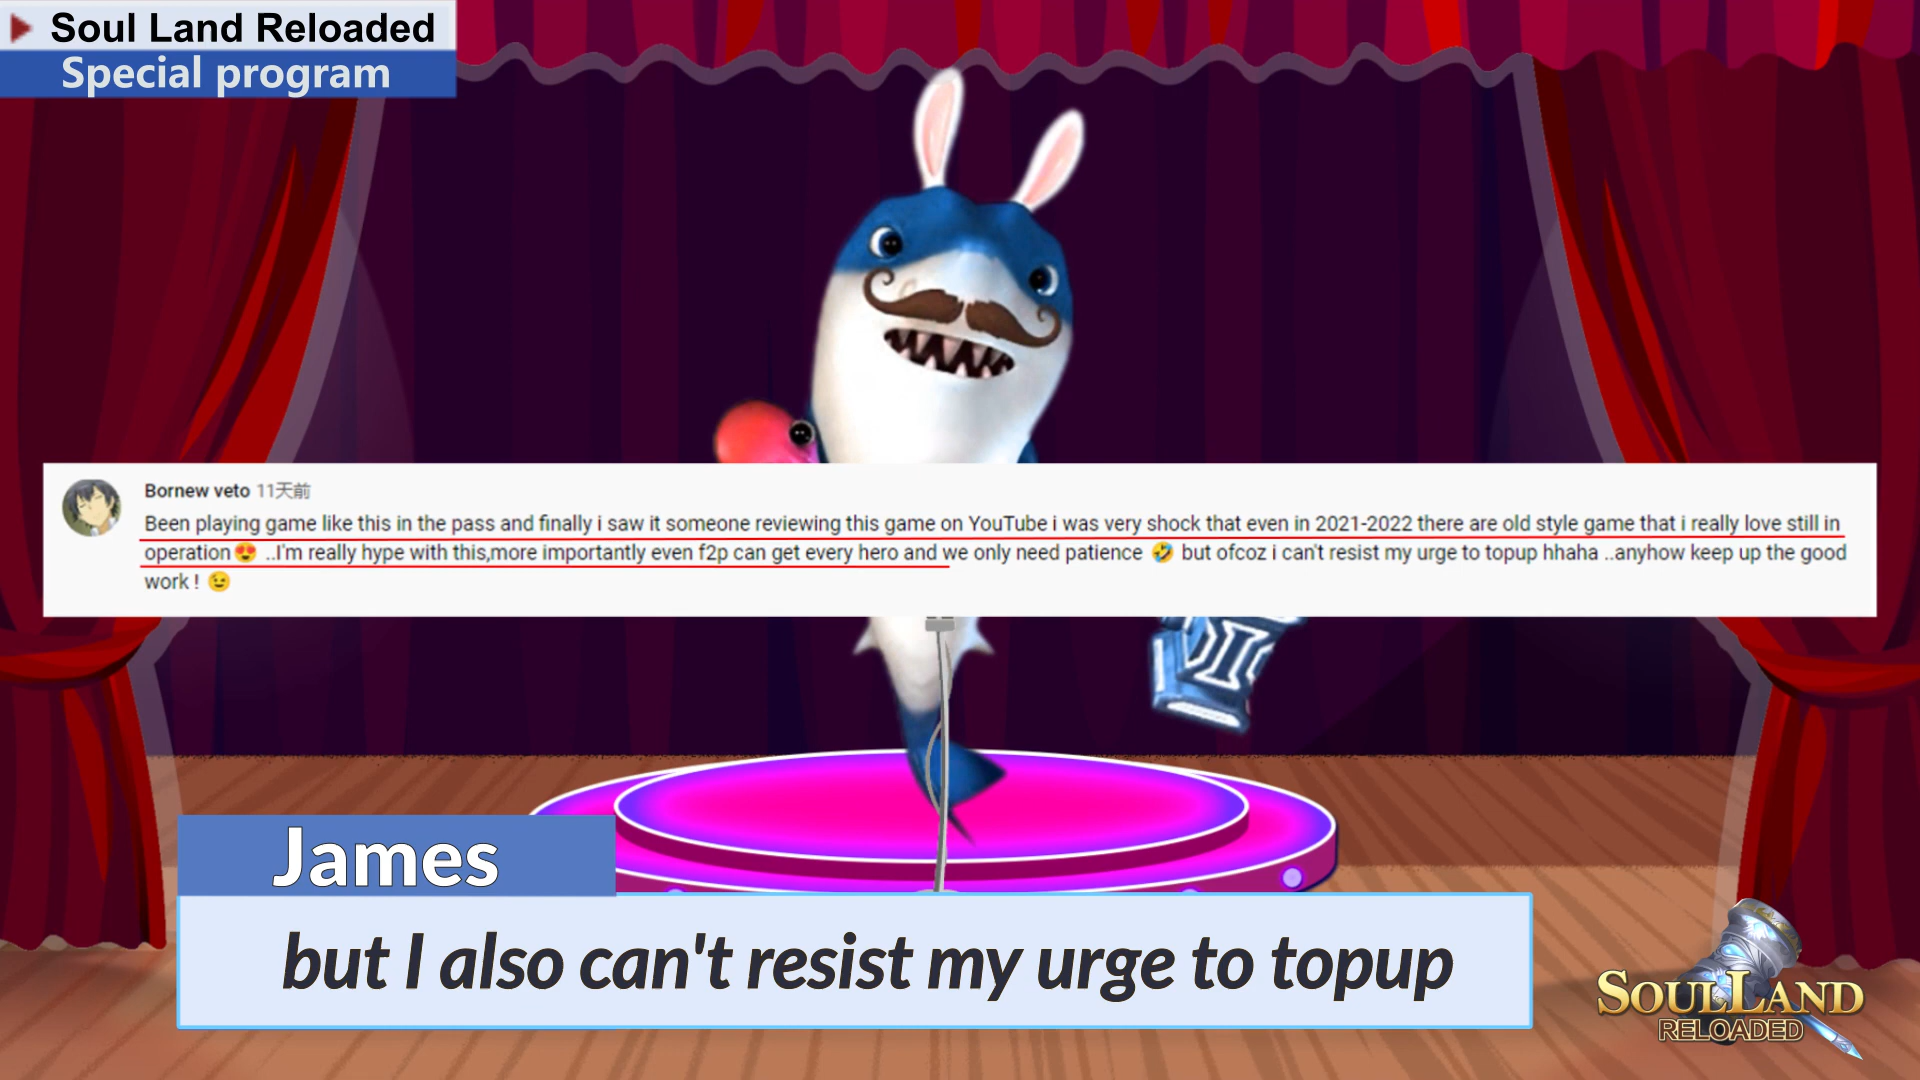 Soul Land Reloaded
Special program
Bornew veto 11天前
Been playing game like this in the pass and finally i saw it someone reviewing this game on YouTube i was very shock that even in 2021-2022 there are old style game that i really love still in
operation😍 ..I'm really hype with this,more importantly even f2p can get every hero and we only need patience 🤣 but ofcoz i can't resist my urge to topup hhaha ..anyhow keep up the good
work ! 😉
James
but I also can't resist my urge to topup
SOUL LAND
RELOADED